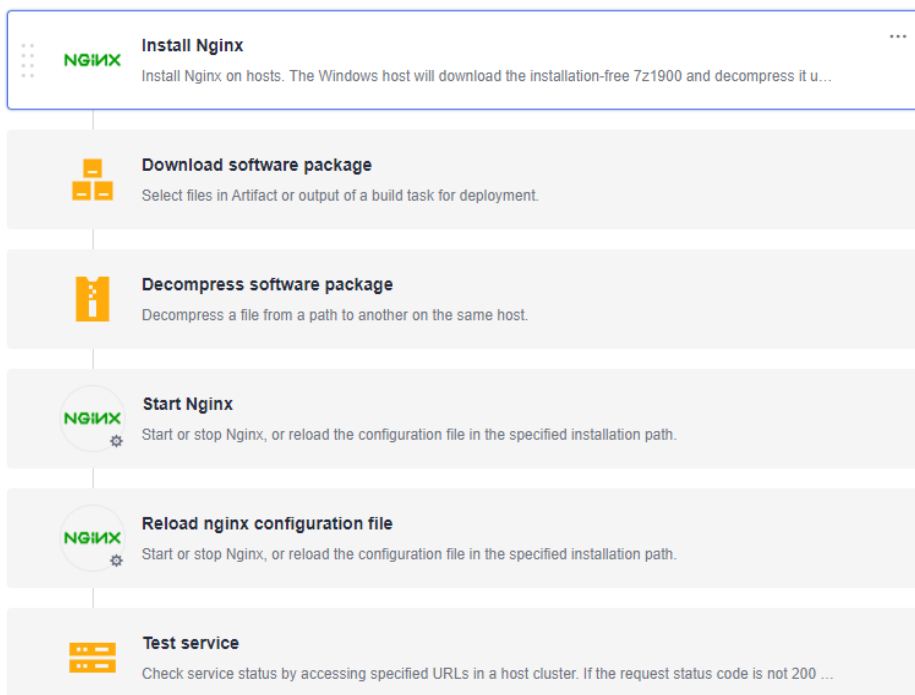 Install Nginx
...
NGINX
Install Nginx on hosts. The Windows host will download the installation-free 7z1900 and decompress it u...
Download software package
Select files in Artifact or output of a build task for deployment.
Decompress software package
Decompress a file from a path to another on the same host.
Start Nginx
NGINX
Start or stop Nginx, or reload the configuration file in the specified installation path.
Reload nginx configuration file
NGINX
Start or stop Nginx, or reload the configuration file in the specified installation path.
Test service
Check service status by accessing specified URLs in a host cluster. If the request status code is not 200 ...